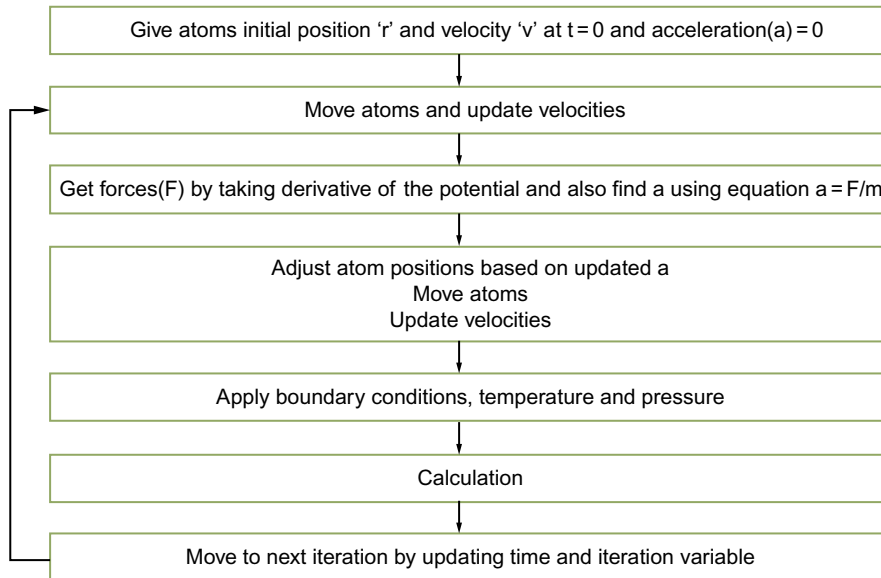 Give atoms initial position ‘r’ and velocity ‘v’ at t=0 and acceleration(a)=0
Move atoms and update velocities
Get forces(F) by taking derivative of the potential and also find a using equation a=F/m
Adjust atom positions based on updated a
Move atoms
Update velocities
Apply boundary conditions, temperature and pressure
Calculation
Move to next iteration by updating time and iteration variable